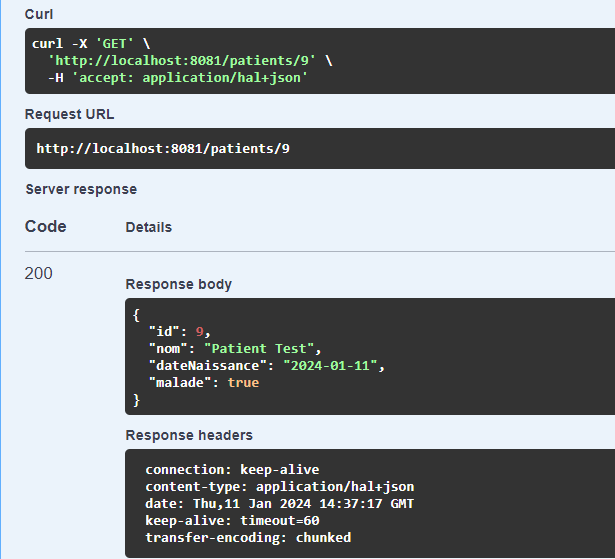 Curl
curl -X 'GET' \
  'http://localhost:8081/patients/9' \
  -H 'accept: application/hal+json'
Request URL
http://localhost:8081/patients/9
Server response
Code Details
200
Response body
{
  "id": 9,
  "nom": "Patient Test",
  "dateNaissance": "2024-01-11",
  "malade": true
}
Response headers
connection: keep-alive
content-type: application/hal+json
date: Thu,11 Jan 2024 14:37:17 GMT
keep-alive: timeout=60
transfer-encoding: chunked